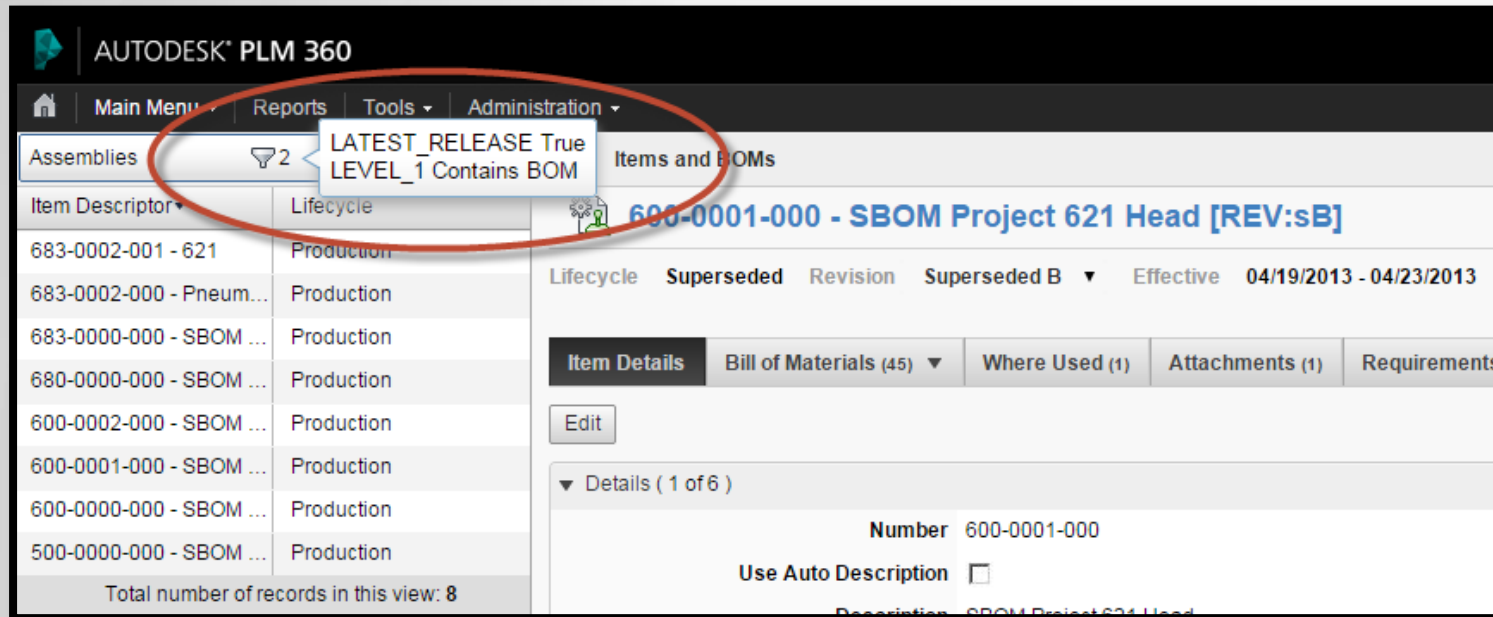 AUTODESK® PLM 360
Main Menu Reports Tools Administration
Assemblies 2
LATEST_RELEASE True
LEVEL_1 Contains BOM
Items and BOMs
Item Descriptor Lifecycle
683-0002-001 - 621 Production
683-0002-000 - Pneum... Production
683-0000-000 - SBOM ... Production
680-0000-000 - SBOM ... Production
600-0002-000 - SBOM ... Production
600-0001-000 - SBOM ... Production
600-0000-000 - SBOM ... Production
500-0000-000 - SBOM ... Production
Total number of records in this view: 8
600-0001-000 - SBOM Project 621 Head [REV:sB]
Lifecycle Superseded Revision Superseded B Effective 04/19/2013 - 04/23/2013
Item Details Bill of Materials (45) Where Used (1) Attachments (1) Requirements
Edit
Details ( 1 of 6 )
Number 600-0001-000
Use Auto Description
Description SBOM Project 621 Head